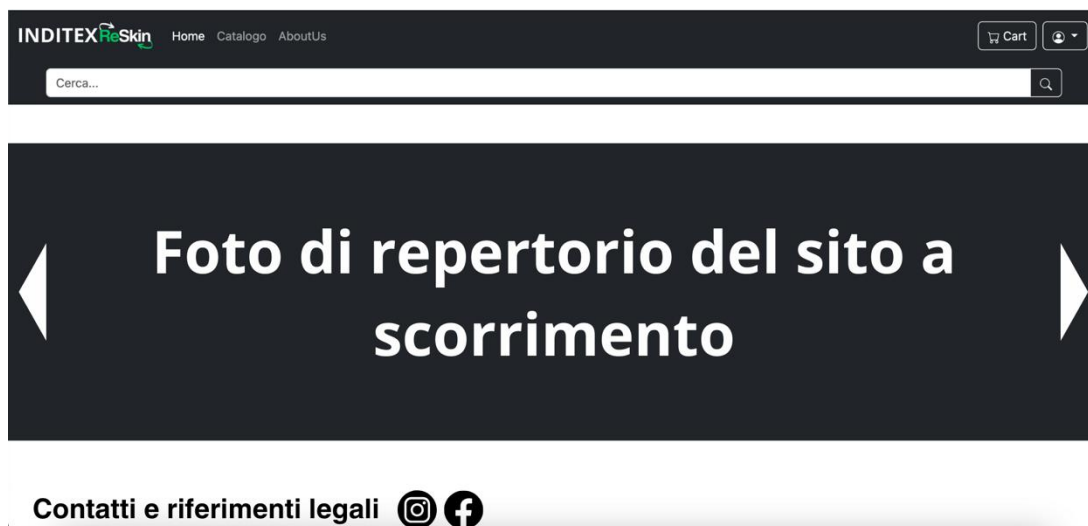 INDITEX ReSkin Home Catalogo AboutUs Cart
Cerca...
Foto di repertorio del sito a
scorrimento
Contatti e riferimenti legali